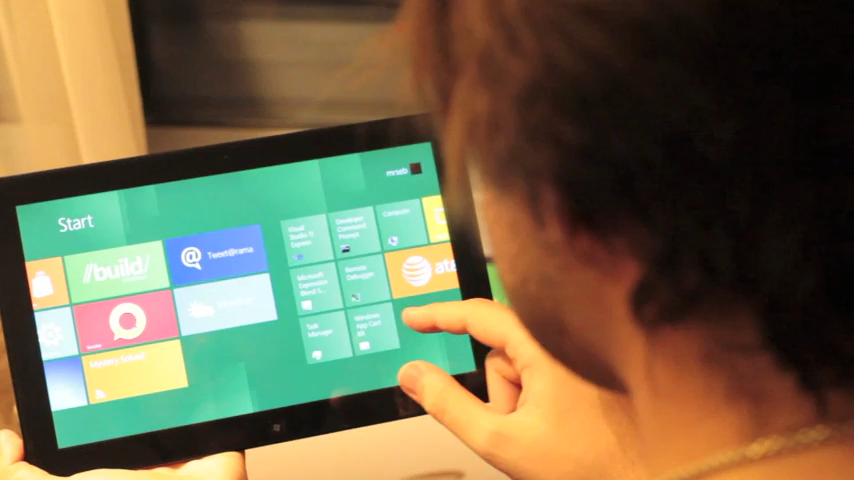 mrseb
Start
//build/
@ Tweet@rama
Mystery School
Visual
Studio 11
Express
Developer
Command
Prompt
Computer
Microsoft
Expression
Blend 5...
Remote
Debugger
at&
Task
Manager
Windows
App Cert
Kit